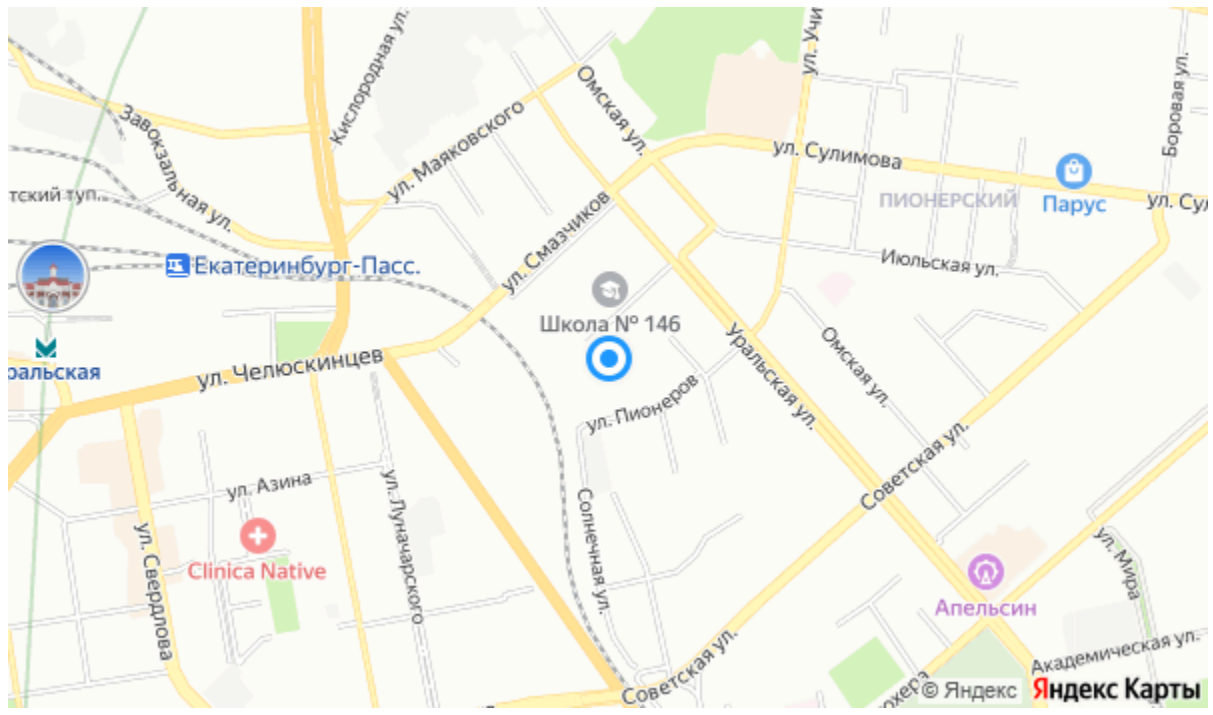 Кислородная ул.
ул. Учи
Омская ул.
Боровая ул.
Завокзальная ул.
ул. Маяковского
ул. Сулимова
тский туп.
ПИОНЕРСКИЙ
Парус
ул. Сул
Екатеринбург-Пасс.
ул. Смазчиков
Июльская ул.
Школа № 146
ральская
ул. Челюскинцев
Уральская ул.
Омская ул.
ул. Пионеров
Советская ул.
ул. Азина
ул. Луначарского
Солнечная ул.
ул. Свердлова
Clinica Native
ул. Мира
Апельсин
Академическая ул.
Советская ул.
охера
© Яндекс
Яндекс Карты